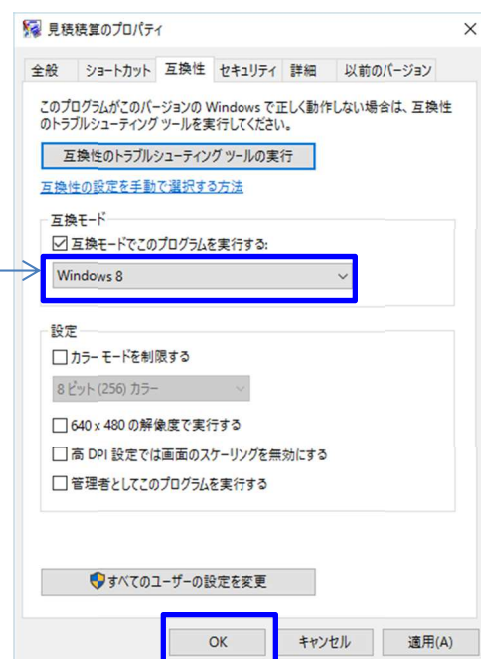 見積積算のプロパティ
全般 ショートカット 互換性 セキュリティ 詳細 以前のバージョン
このプログラムがこのバージョンの Windows で正しく動作しない場合は、互換性
のトラブルシューティング ツールを実行してください。
互換性のトラブルシューティング ツールの実行
互換性の設定を手動で選択する方法
互換モード
互換モードでこのプログラムを実行する:
Windows 8
設定
カラー モードを制限する
8 ビット (256) カラー
640 x 480 の解像度で実行する
高 DPI 設定では画面のスケーリングを無効にする
管理者としてこのプログラムを実行する
すべてのユーザーの設定を変更
OK キャンセル 適用(A)